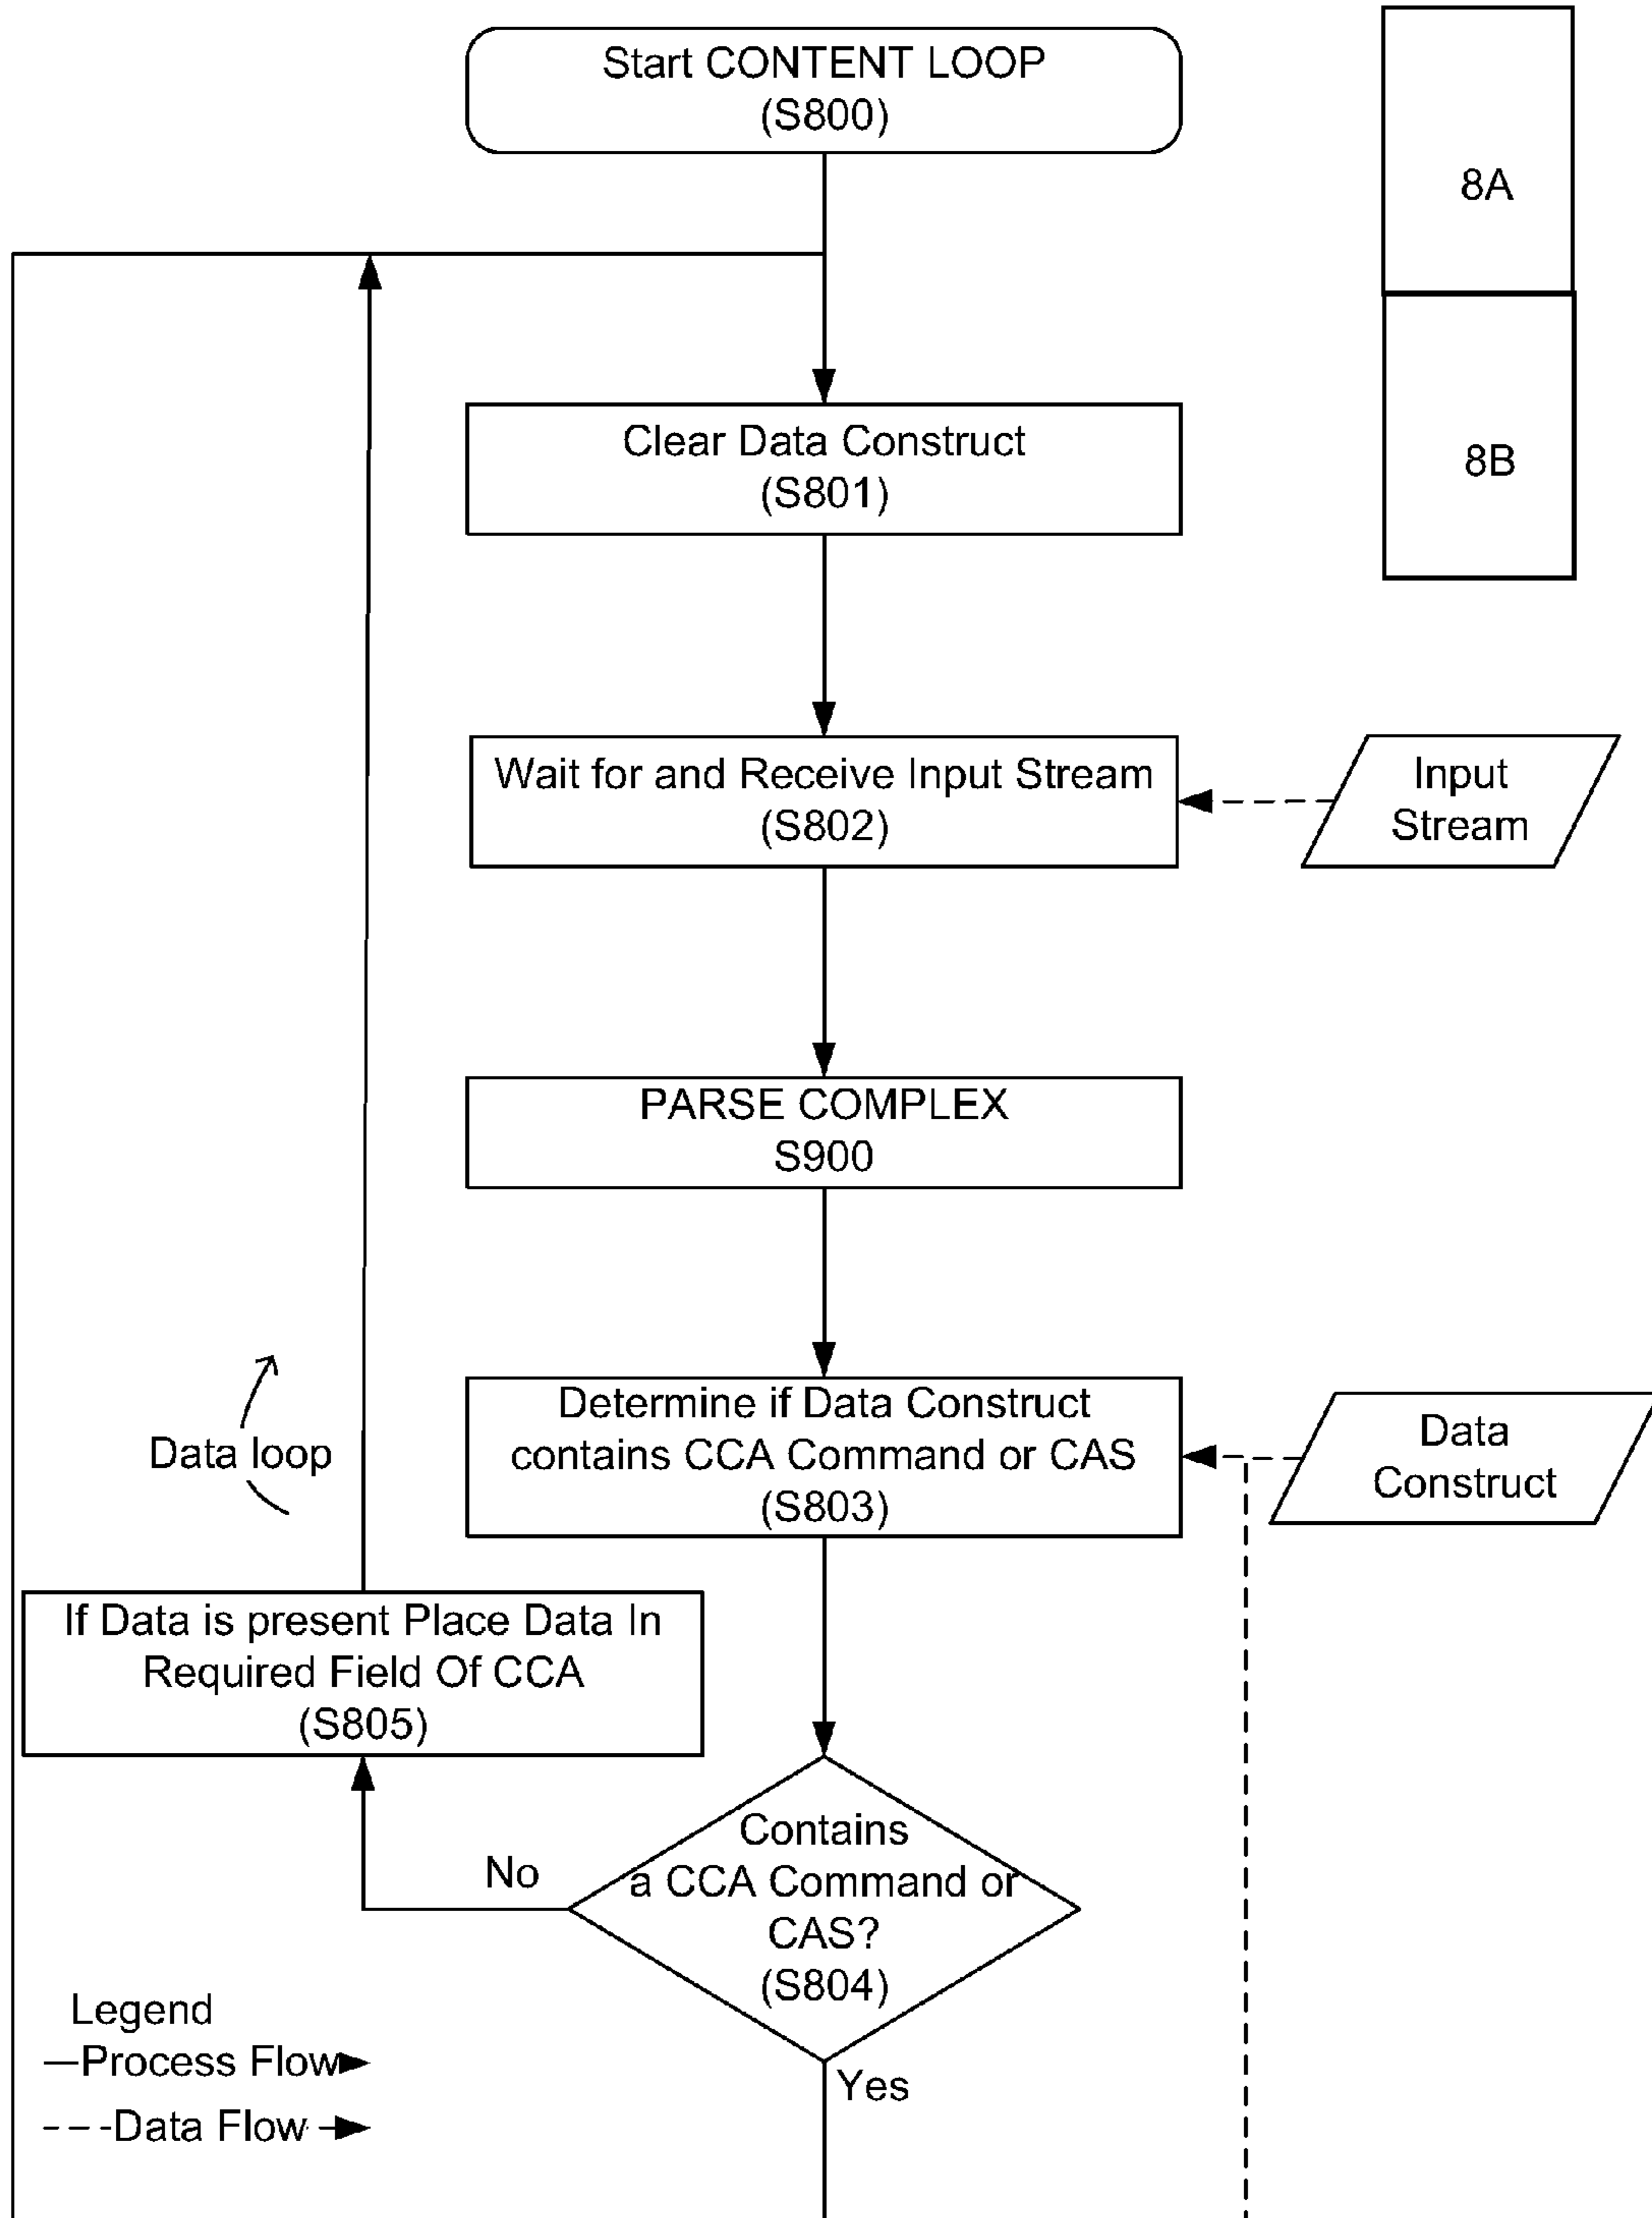 Start CONTENT LOOP
(S800)
8A
Clear Data Construct
(S801)
8B
Wait for and Receive Input Stream
(S802)
Input
Stream
PARSE COMPLEX
S900
Determine if Data Construct
contains CCA Command or CAS
(S803)
Data
Construct
Data loop
If Data is present Place Data In
Required Field Of CCA
(S805)
Contains
a CCA Command or
CAS?
(S804)
No
Yes
Legend
Process Flow
Data Flow